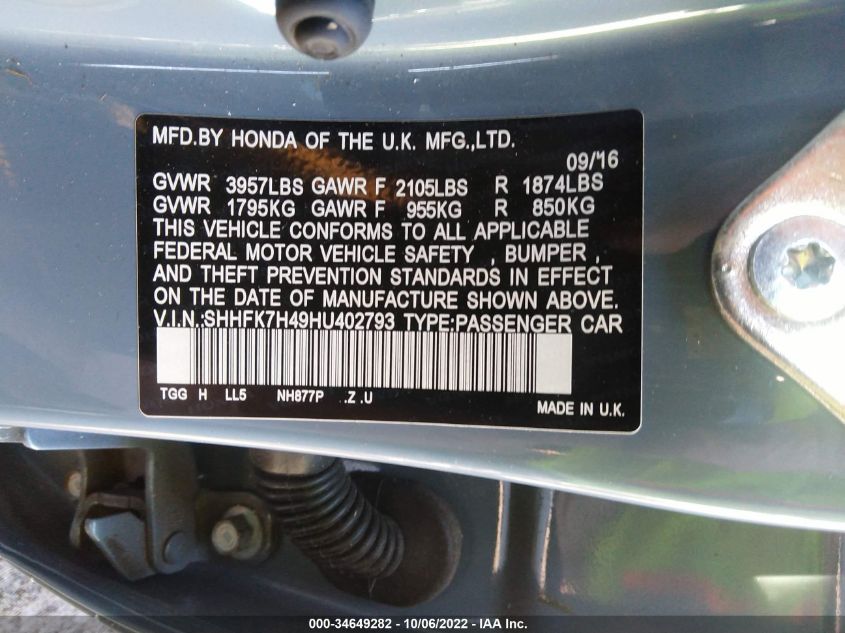 MFD.BY HONDA OF THE U.K. MFG.,LTD.
09/'16
GVWR 3957LBS GAWR F 2105LBS R 1874LBS
GVWR 1795KG GAWR F 955KG R 850KG
THIS VEHICLE CONFORMS TO ALL APPLICABLE
FEDERAL MOTOR VEHICLE SAFETY , BUMPER ,
AND THEFT PREVENTION STANDARDS IN EFFECT
ON THE DATE OF MANUFACTURE SHOWN ABOVE.
V.I.N.:SHHFK7H49HU402793 TYPE:PASSENGER CAR
TGG H LL5 NH877P .Z .U
MADE IN U.K.
000-34649282 - 10/06/2022 - IAA Inc.